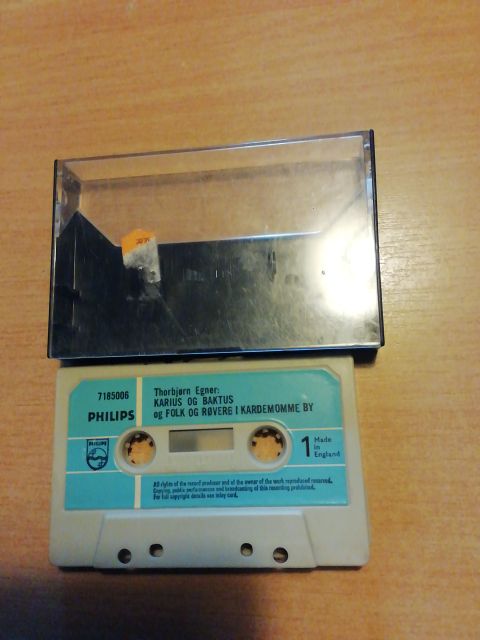 7185006
PHILIPS
Thorbjørn Egner:
KARIUS OG BAKTUS
og FOLK OG RØVERE I KARDEMOMME BY
PHILIPS
1
Made
in
England
All rights of the record producer and of the owner of the work reproduced reserved.
Copying, public performance and broadcasting of this recording prohibited.
For full copyright details see inlay card.